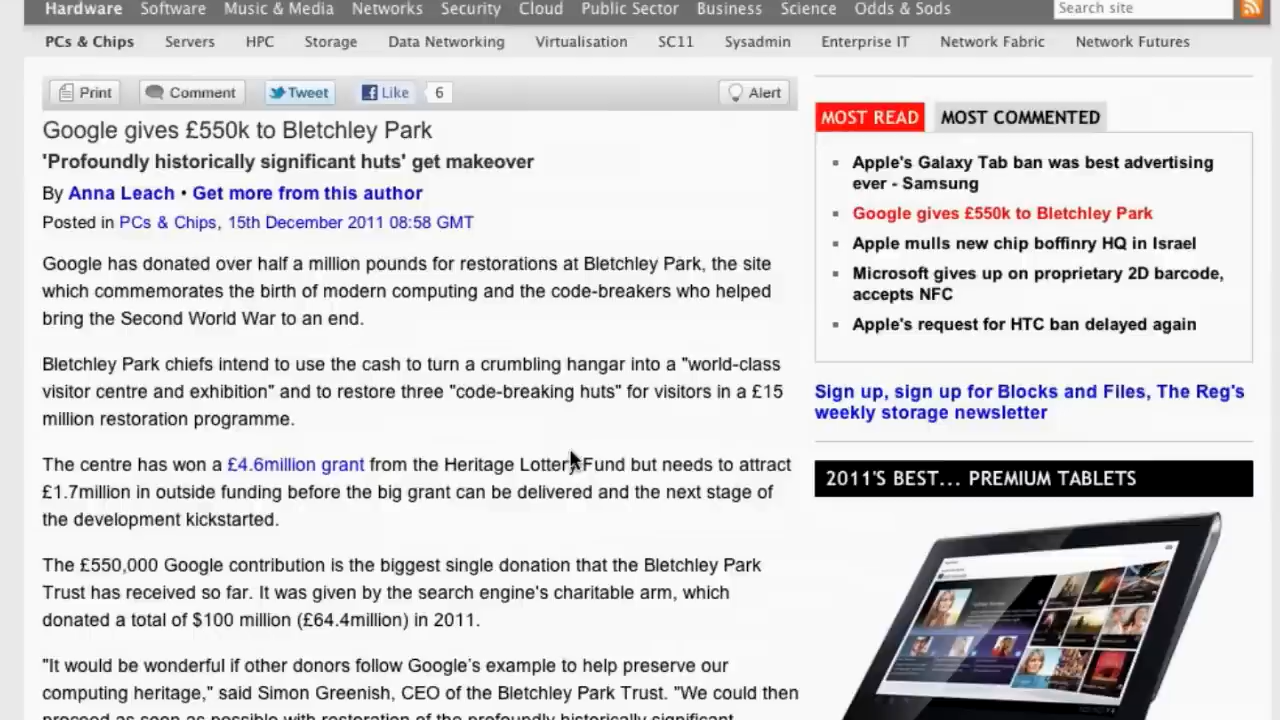 Hardware Software Music & Media Networks Security Cloud Public Sector Business Science Odds & Sods Search site
PCs & Chips Servers HPC Storage Data Networking Virtualisation SC11 Sysadmin Enterprise IT Network Fabric Network Futures
Print Comment Tweet Like 6 Alert
Google gives £550k to Bletchley Park
'Profoundly historically significant huts' get makeover
By Anna Leach • Get more from this author
Posted in PCs & Chips, 15th December 2011 08:58 GMT
Google has donated over half a million pounds for restorations at Bletchley Park, the site
which commemorates the birth of modern computing and the code-breakers who helped
bring the Second World War to an end.
Bletchley Park chiefs intend to use the cash to turn a crumbling hangar into a "world-class
visitor centre and exhibition" and to restore three "code-breaking huts" for visitors in a £15
million restoration programme.
The centre has won a £4.6million grant from the Heritage Lottery Fund but needs to attract
£1.7million in outside funding before the big grant can be delivered and the next stage of
the development kickstarted.
The £550,000 Google contribution is the biggest single donation that the Bletchley Park
Trust has received so far. It was given by the search engine's charitable arm, which
donated a total of $100 million (£64.4million) in 2011.
"It would be wonderful if other donors follow Google's example to help preserve our
computing heritage," said Simon Greenish, CEO of the Bletchley Park Trust. "We could then
proceed as soon as possible with restoration of the profoundly historically significant
MOST READ MOST COMMENTED
Apple's Galaxy Tab ban was best advertising
ever - Samsung
Google gives £550k to Bletchley Park
Apple mulls new chip boffinry HQ in Israel
Microsoft gives up on proprietary 2D barcode,
accepts NFC
Apple's request for HTC ban delayed again
Sign up, sign up for Blocks and Files, The Reg's
weekly storage newsletter
2011'S BEST... PREMIUM TABLETS